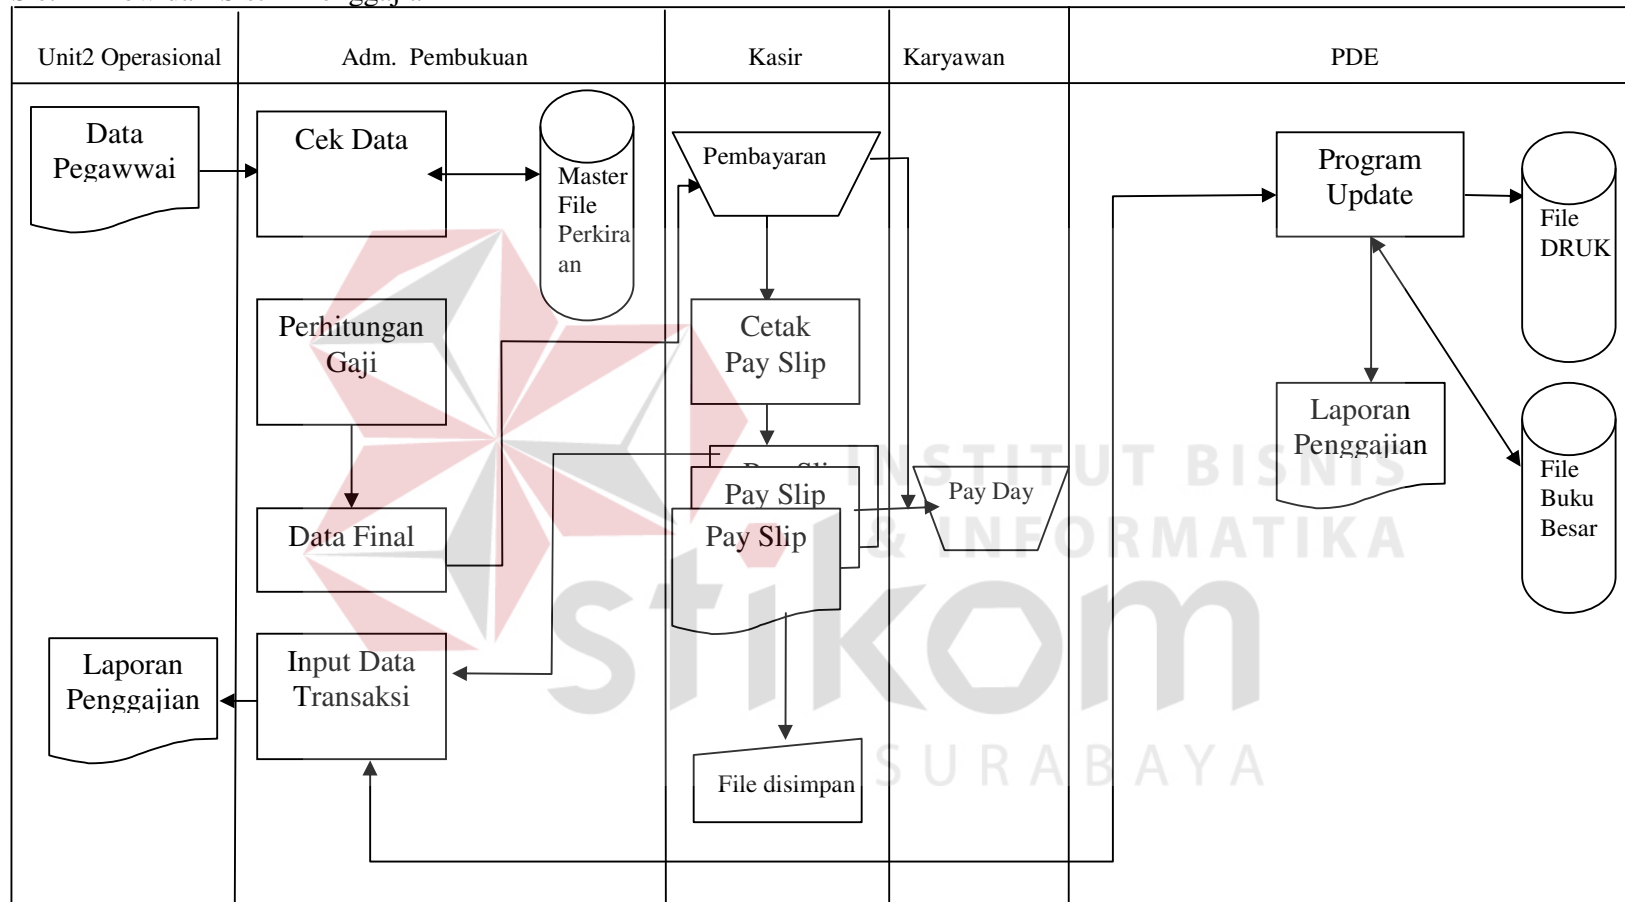 Unit2 Operasional
Adm. Pembukuan
Kasir
Karyawan
PDE
Data
Pegawwai
Cek Data
Master
File
Perkira
an
Pembayaran
Program
Update
File
DRUK
Perhitungan
Gaji
Cetak
Pay Slip
Laporan
Penggajian
File
Buku
Besar
Pay Slip
Pay Slip
Pay Slip
Pay Day
Data Final
Laporan
Penggajian
Input Data
Transaksi
File disimpan
INSTITUT BISNIS
& INFORMATIKA
stikom
SURABAYA